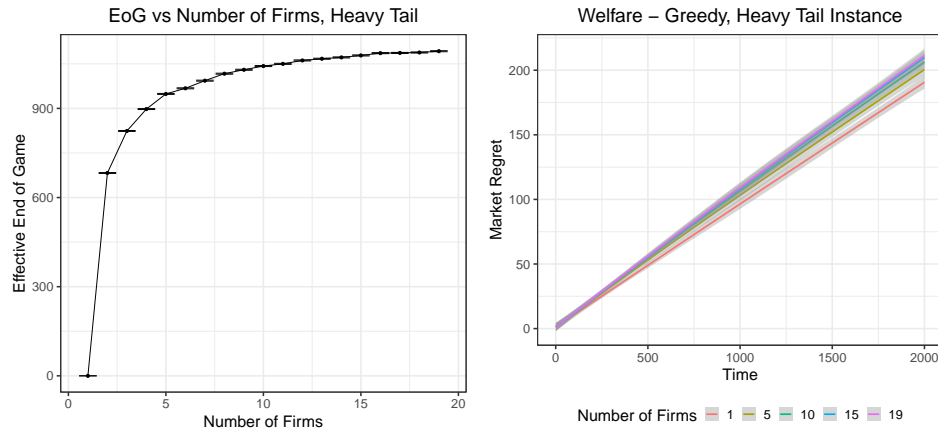 EoG vs Number of Firms, Heavy Tail
Effective End of Game
900
600
300
0
0 5 10 15 20
Number of Firms
Welfare − Greedy, Heavy Tail Instance
Market Regret
200
150
100
50
0
0 500 1000 1500 2000
Time
Number of Firms 1 5 10 15 19